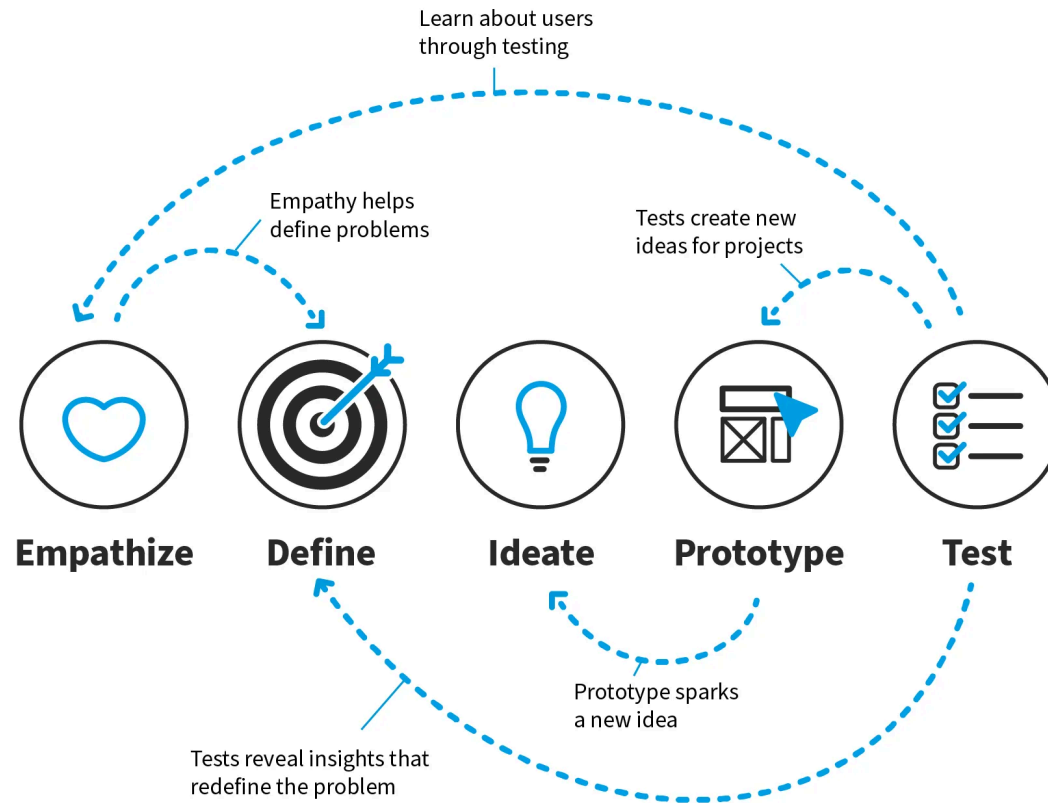 Learn about users
through testing
Empathy helps
define problems
Tests create new
ideas for projects
Empathize
Define
Ideate
Prototype
Test
Prototype sparks
a new idea
Tests reveal insights that
redefine the problem